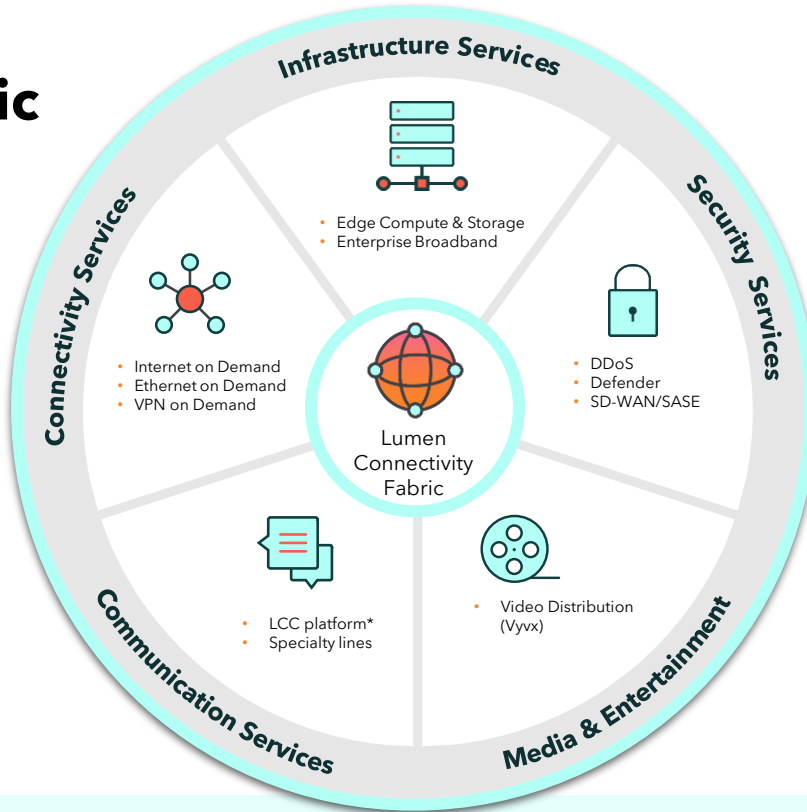 ic
Infrastructure Services
• Edge Compute & Storage
• Enterprise Broadband
Security Services
• DDoS
• Defender
• SD-WAN/SASE
Connectivity Services
• Internet on Demand
• Ethernet on Demand
• VPN on Demand
Lumen
Connectivity
Fabric
Communication Services
• LCC platform*
• Specialty lines
Media & Entertainment
• Video Distribution
(Vyvx)